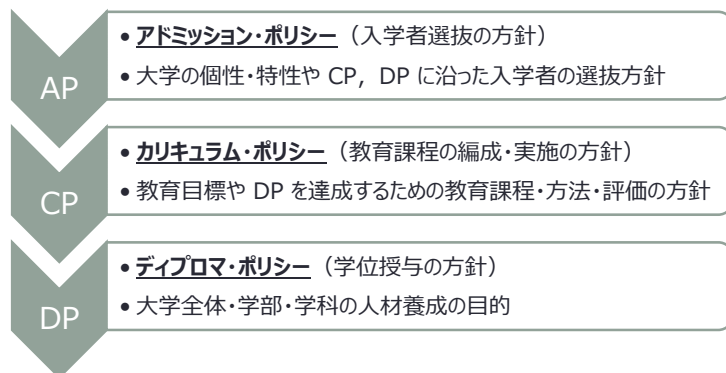 AP
• アドミッション・ポリシー（入学者選抜の方針）
• 大学の個性・特性や CP，DP に沿った入学者の選抜方針
CP
• カリキュラム・ポリシー（教育課程の編成・実施の方針）
• 教育目標や DP を達成するための教育課程・方法・評価の方針
DP
• ディプロマ・ポリシー（学位授与の方針）
• 大学全体・学部・学科の人材養成の目的